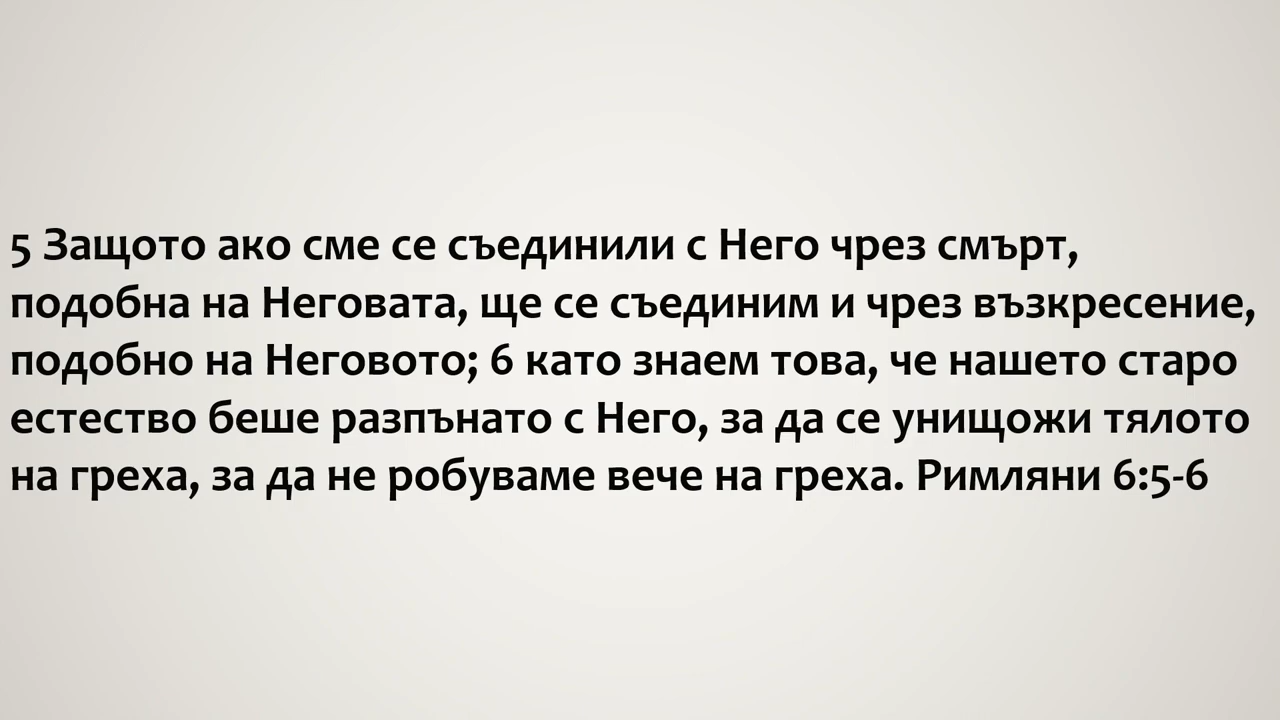 5 Защото ако сме се съединили с Него чрез смърт,
подобна на Неговата, ще се съединим и чрез възкресение,
подобно на Неговото; 6 като знаем това, че нашето старо
естество беше разпънато с Него, за да се унищожи тялото
на греха, за да не робуваме вече на греха. Римляни 6:5-6